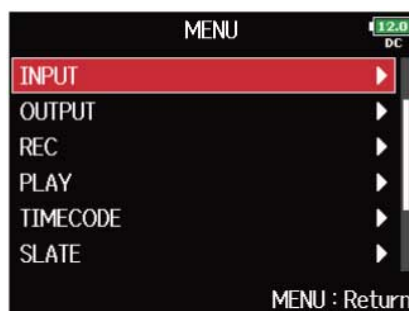 MENU
12.0
DC
INPUT
OUTPUT
REC
PLAY
TIMECODE
SLATE
MENU : Return